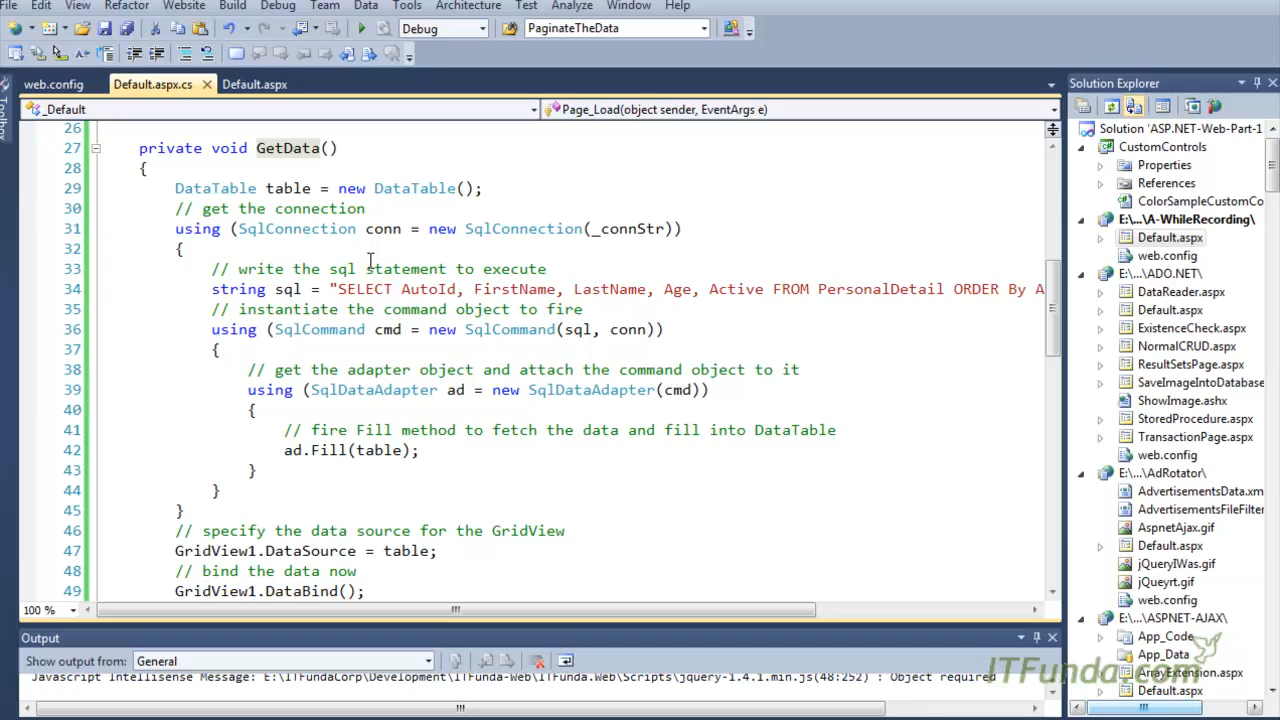 File Edit View Refactor Website Build Debug Team Data Tools Architecture Test Analyze Window Help
Debug PaginateTheData
web.config Default.aspx.cs Default.aspx
_Default Page_Load(object sender, EventArgs e)
26
27 private void GetData()
28 {
29 DataTable table = new DataTable();
30 // get the connection
31 using (SqlConnection conn = new SqlConnection(_connStr))
32 {
33 // write the sql statement to execute
34 string sql = "SELECT AutoId, FirstName, LastName, Age, Active FROM PersonalDetail ORDER By A
35 // instantiate the command object to fire
36 using (SqlCommand cmd = new SqlCommand(sql, conn))
37 {
38 // get the adapter object and attach the command object to it
39 using (SqlDataAdapter ad = new SqlDataAdapter(cmd))
40 {
41 // fire Fill method to fetch the data and fill into DataTable
42 ad.Fill(table);
43 }
44 }
45 }
46 // specify the data source for the GridView
47 GridView1.DataSource = table;
48 // bind the data now
49 GridView1.DataBind();
100 %
Output
Show output from: General
Javascript Intellisense Message: E:\ITFundaCorp\Development\ITFunda-Web\ITFunda.Web\Scripts\jquery-1.4.1.min.js(48:252) : Object required
Toolbox
Solution Explorer
Solution 'ASP.NET-Web-Part-1
CustomControls
Properties
References
ColorSampleCustomCo
E:\...\A-WhileRecording\
Default.aspx
web.config
E:\...\ADO.NET\
DataReader.aspx
Default.aspx
ExistenceCheck.aspx
NormalCRUD.aspx
ResultSetsPage.aspx
SaveImageIntoDatabase
ShowImage.ashx
StoredProcedure.aspx
TransactionPage.aspx
web.config
E:\...\AdRotator\
AdvertisementsData.xm
AdvertisementsFileFilter
AspnetAjax.gif
Default.aspx
jQueryIWas.gif
jQueyrt.gif
web.config
E:\...\ASPNET-AJAX\
App_Code
App_Data
ArrayExtension.aspx
Default.aspx
ITFunda.com